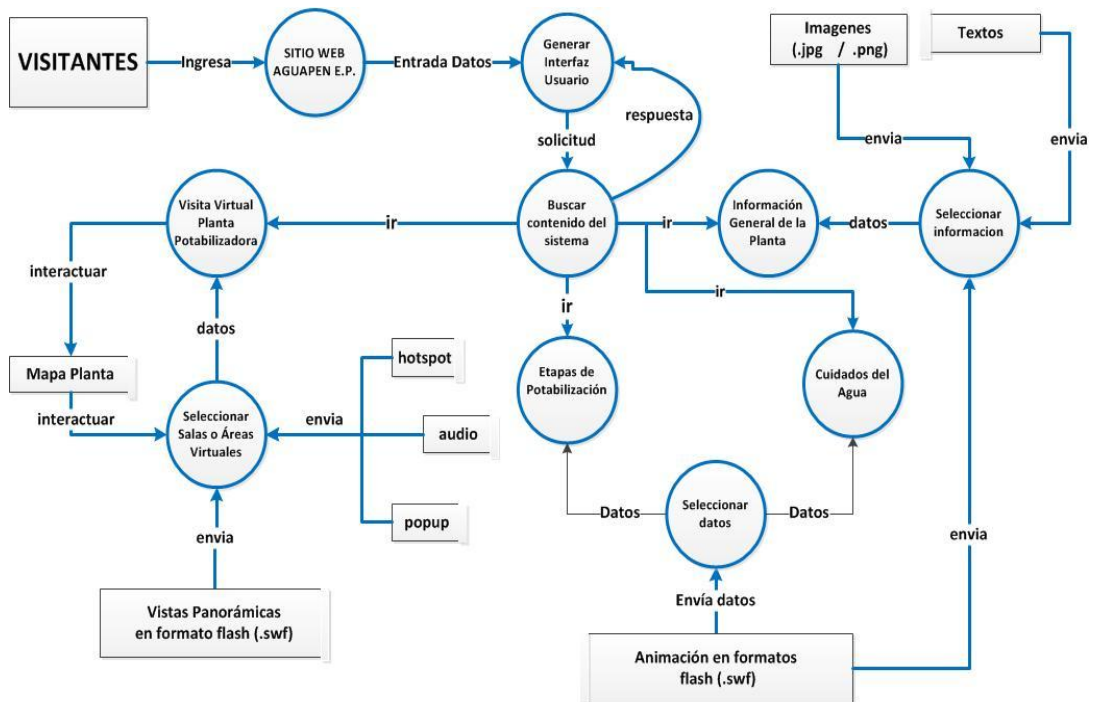 VISITANTES
Ingresa
SITIO WEB
AGUAPEN E.P.
Entrada Datos
Generar
Interfaz
Usuario
Imagenes
(.jpg / .png)
Textos
respuesta
solicitud
envia
envia
Visita Virtual
Planta
Potabilizadora
ir
Buscar
contenido del
sistema
ir
Información
General de la
Planta
datos
Seleccionar
informacion
interactuar
ir
ir
datos
hotspot
Mapa Planta
Etapas de
Potabilización
Cuidados del
Agua
interactuar
Seleccionar
Salas o Áreas
Virtuales
envia
audio
Datos
Seleccionar
datos
Datos
popup
envia
envia
Envía datos
Vistas Panorámicas
en formato flash (.swf)
Animación en formatos
flash (.swf)